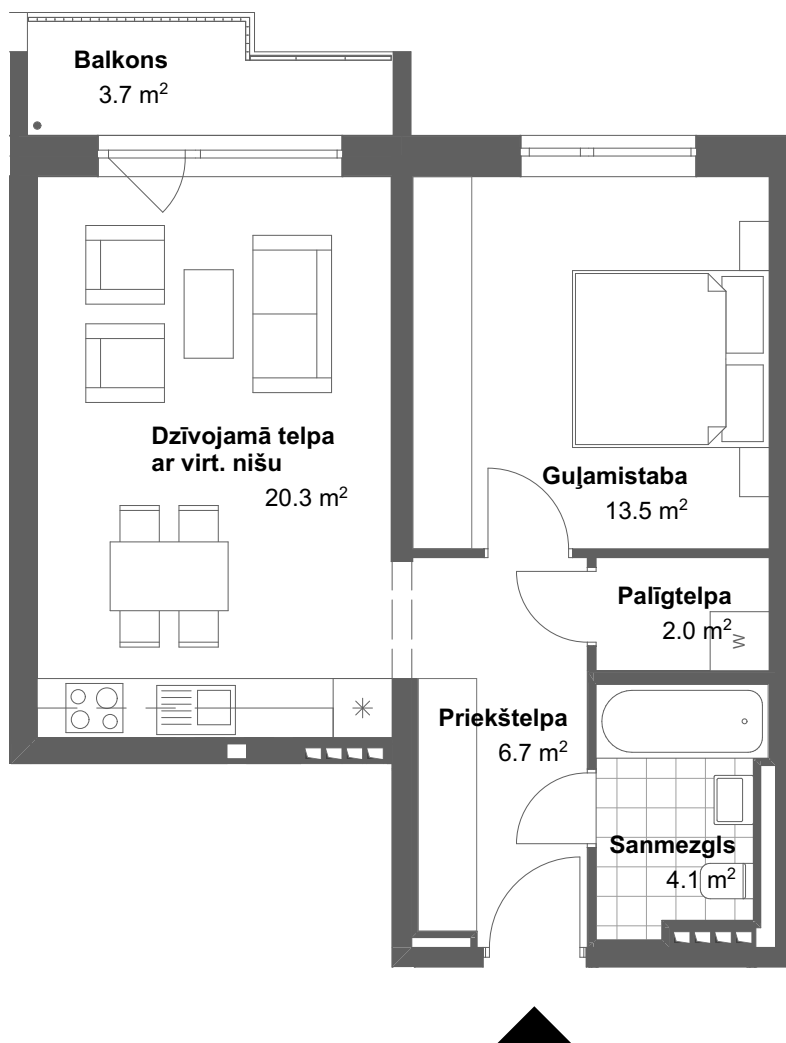 Balkons
3.7 m²
Dzīvojamā telpa
ar virt. nišu
20.3 m²
Guļamistaba
13.5 m²
Palīgtelpa
2.0 m²
W
Priekštelpa
6.7 m²
Sanmezgls
4.1 m²